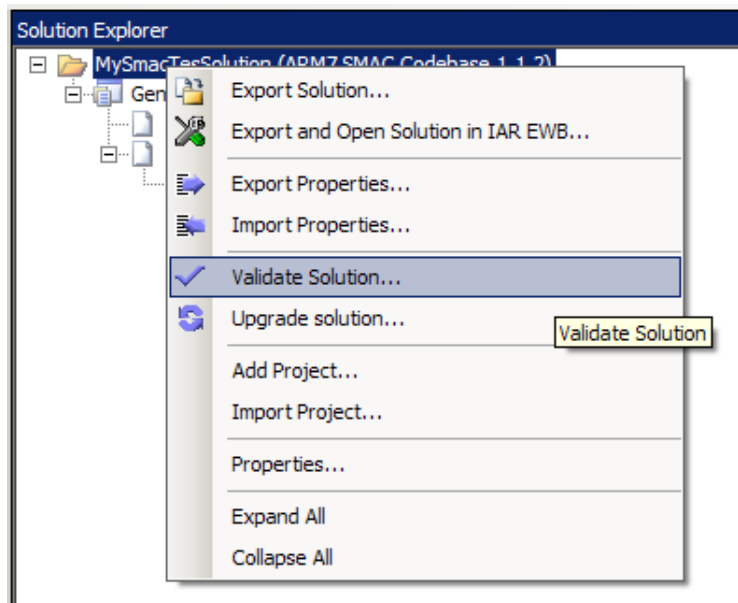 Solution Explorer
MySmacTesSolution (ARM7 SMAC Codebase 1.1.2)
Gen
Export Solution...
Export and Open Solution in IAR EWB...
Export Properties...
Import Properties...
Validate Solution...
Upgrade solution...
Validate Solution
Add Project...
Import Project...
Properties...
Expand All
Collapse All